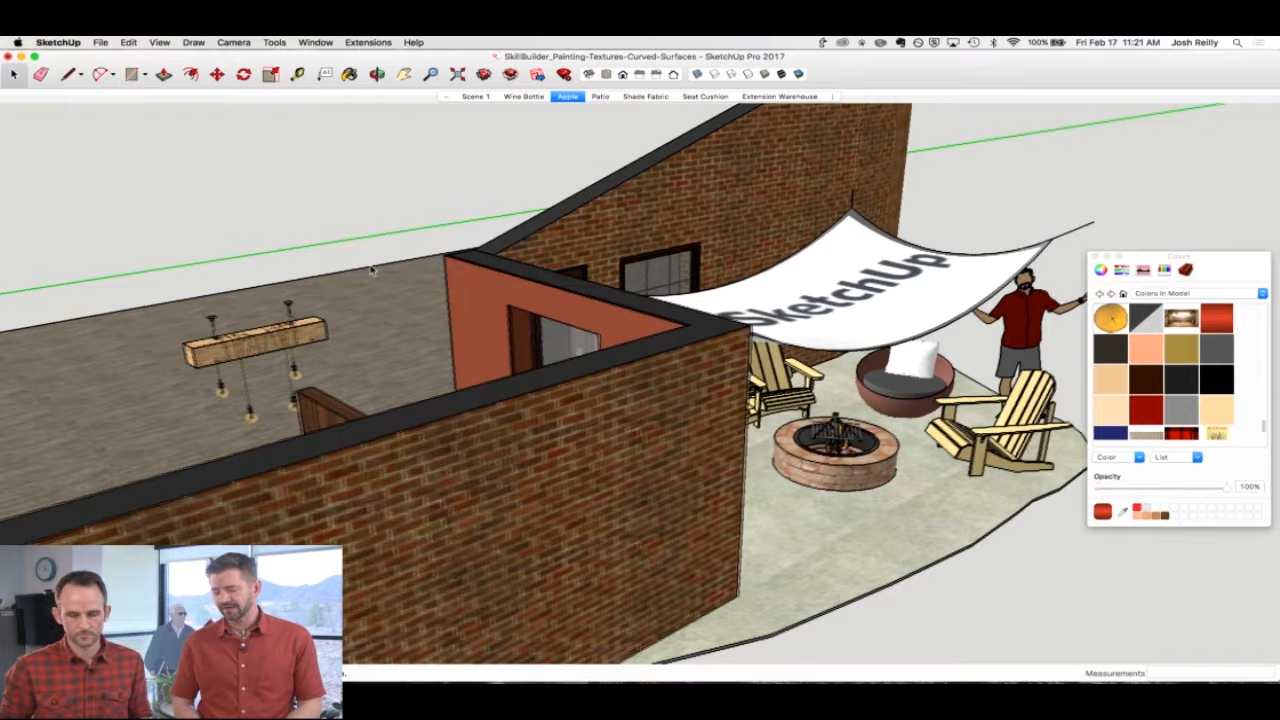 SketchUp File Edit View Draw Camera Tools Window Extensions Help 100% Fri Feb 17 11:21 AM Josh Reilly
SkillBuilder_Painting-Textures-Curved-Surfaces - SketchUp Pro 2017
Scene 1 Wine Bottle Apple Patio Shade Fabric Seat Cushion Extension Warehouse
SketchUp
Colors
Colors In Model
Color List
Opacity
100%
Measurements